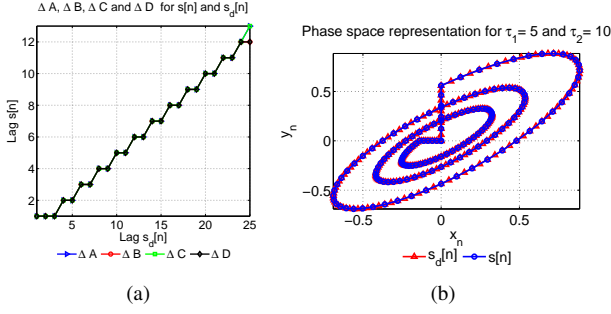 Δ A, Δ B, Δ C and Δ D for s[n] and s_d[n]
12
10
8
6
4
2
Lag s[n]
5 10 15 20 25
Lag s_d[n]
Δ A Δ B Δ C Δ D
(a)
Phase space representation for τ_1= 5 and τ_2= 10
0.5
0
−0.5
y_n
−0.5 0 0.5
x_n
s_d[n] s[n]
(b)